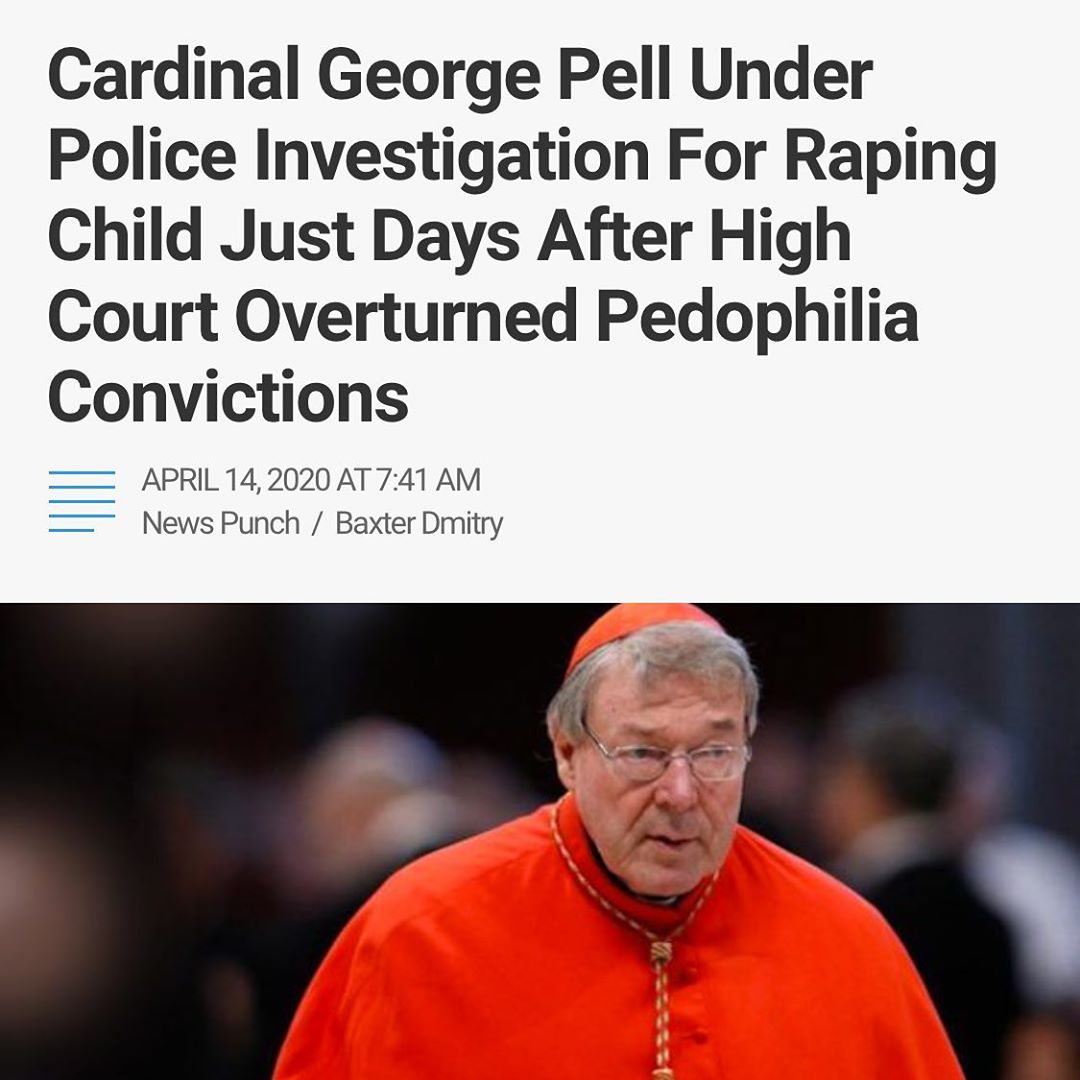 Cardinal George Pell Under
Police Investigation For Raping
Child Just Days After High
Court Overturned Pedophilia
Convictions
APRIL 14, 2020 AT 7:41 AM
News Punch / Baxter Dmitry